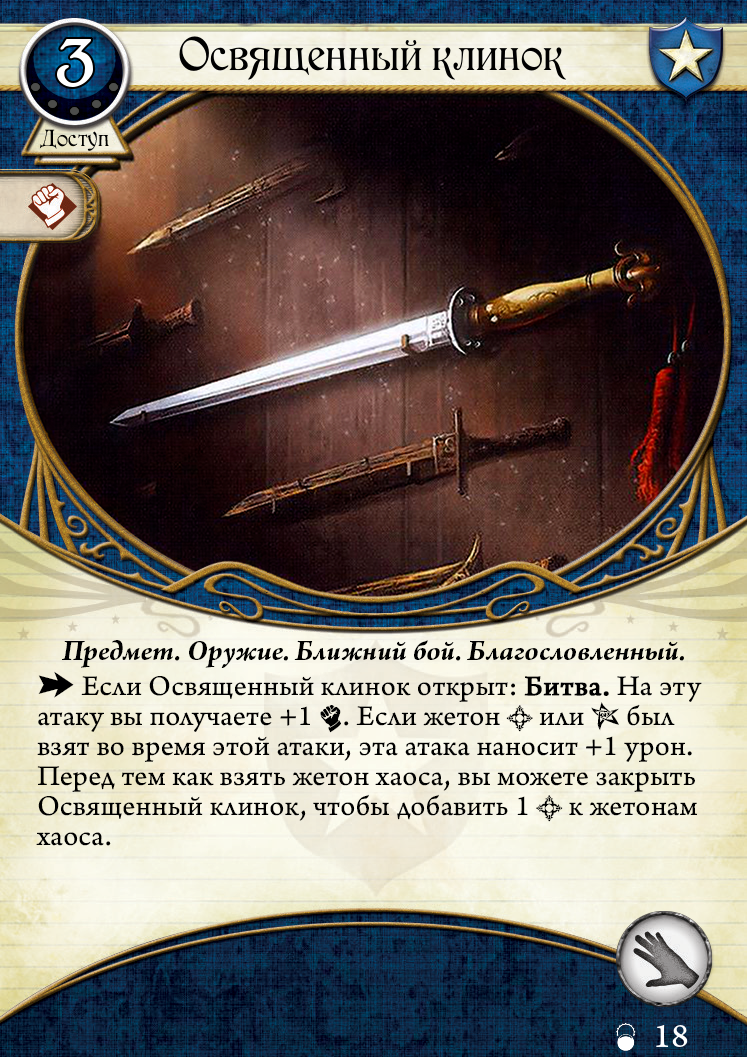 3
Освященный клинок
Доступ
Предмет. Оружие. Ближний бой. Благословленный.
Если Освященный клинок открыт: Битва. На эту
атаку вы получаете +1 . Если жетон или был
взят во время этой атаки, эта атака наносит +1 урон.
Перед тем как взять жетон хаоса, вы можете закрыть
Освященный клинок, чтобы добавить 1 к жетонам
хаоса.
18